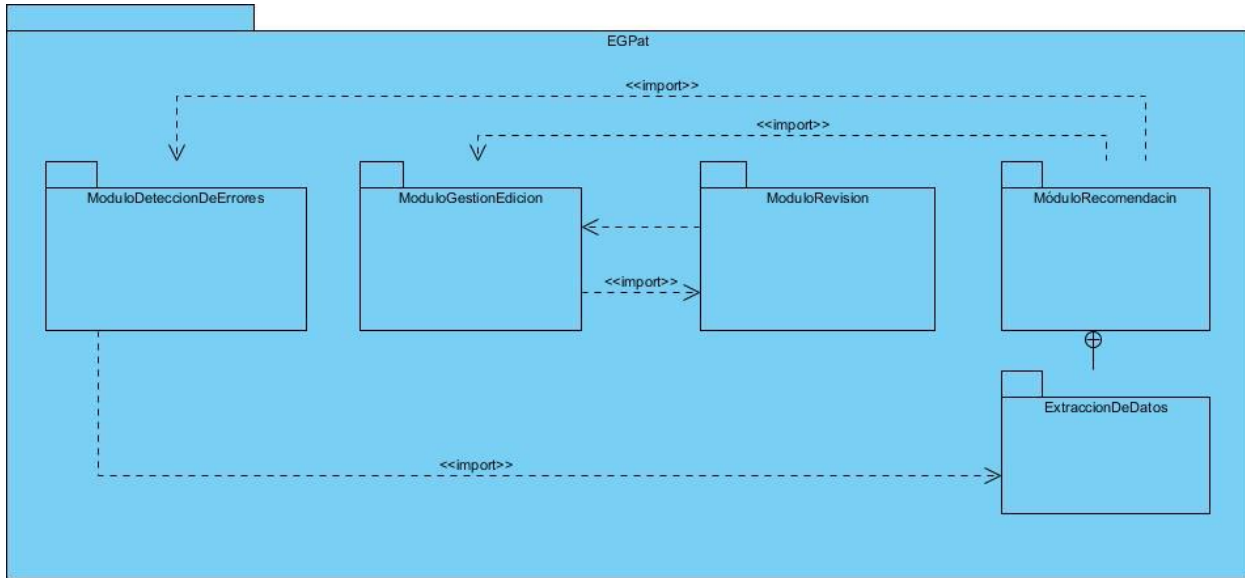 EGPat
<<import>>
<<import>>
ModuloDeteccionDeErrores
ModuloGestionEdicion
ModuloRevision
MóduloRecomendacin
<<import>>
ExtraccionDeDatos
<<import>>